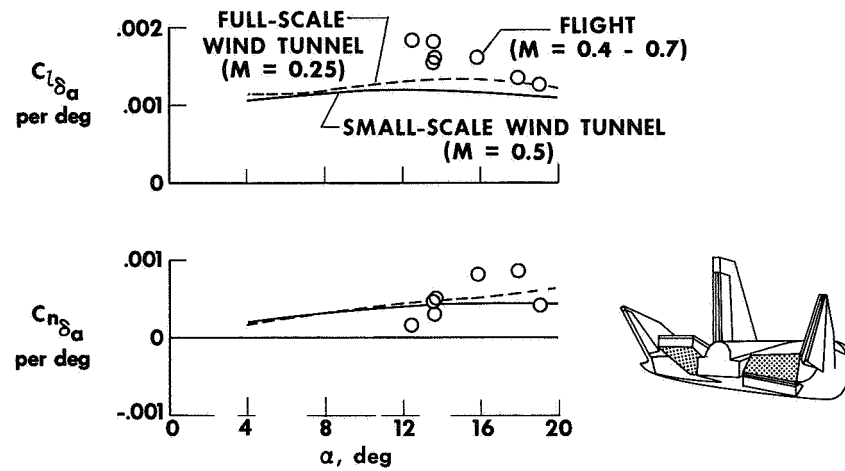 .002
FULL-SCALE
WIND TUNNEL
(M = 0.25)
FLIGHT
(M = 0.4 - 0.7)
Clδa
per deg
.001
SMALL-SCALE WIND TUNNEL
(M = 0.5)
0
.001
Cnδa
per deg
0
-.001
0 4 8 12 16 20
α, deg